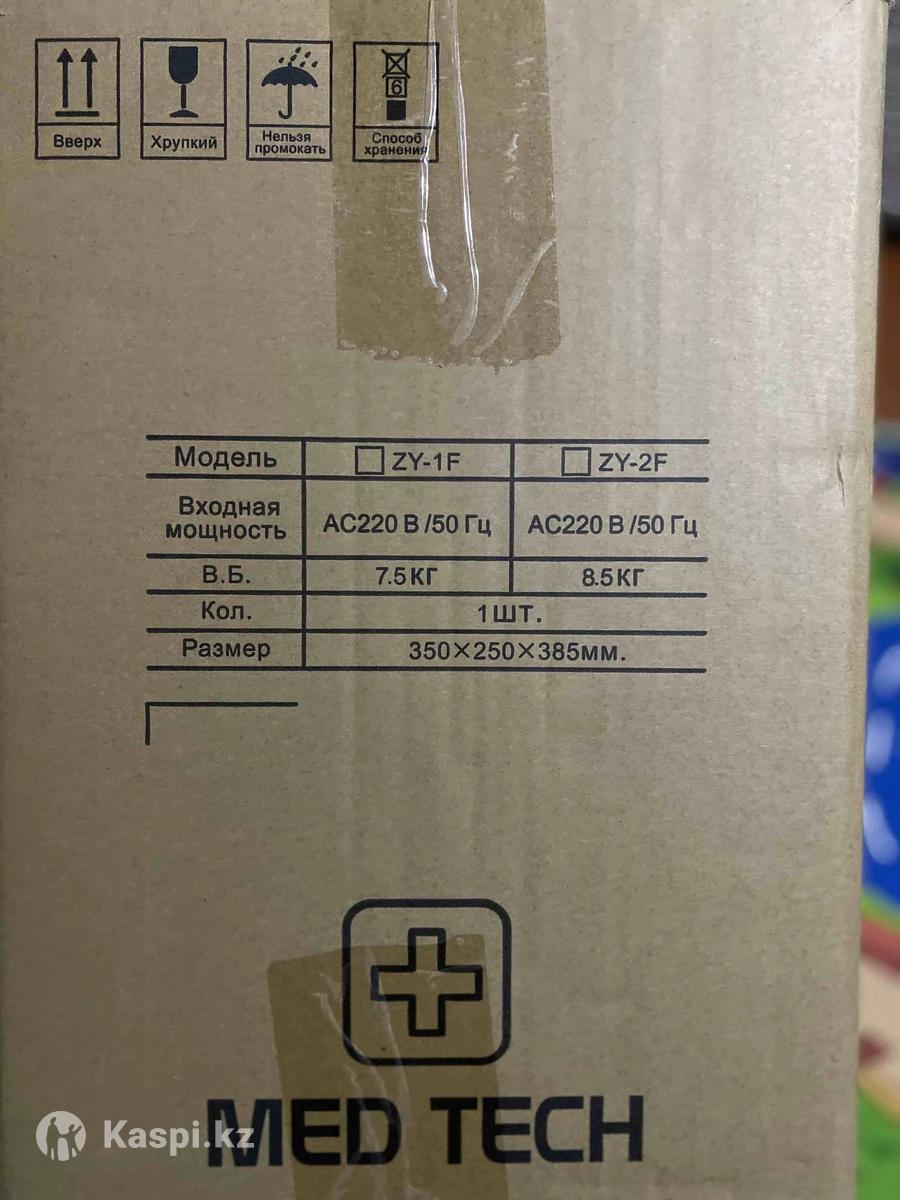 6
Вверх
Хрупкий
Нельзя
промокать
Способ
хранения
Модель ZY-1F ZY-2F
Входная
мощность AC220 В /50 Гц AC220 В /50 Гц
В.Б. 7.5КГ 8.5КГ
Кол. 1ШТ.
Размер 350×250×385мм.
MED TECH
Kaspi.kz